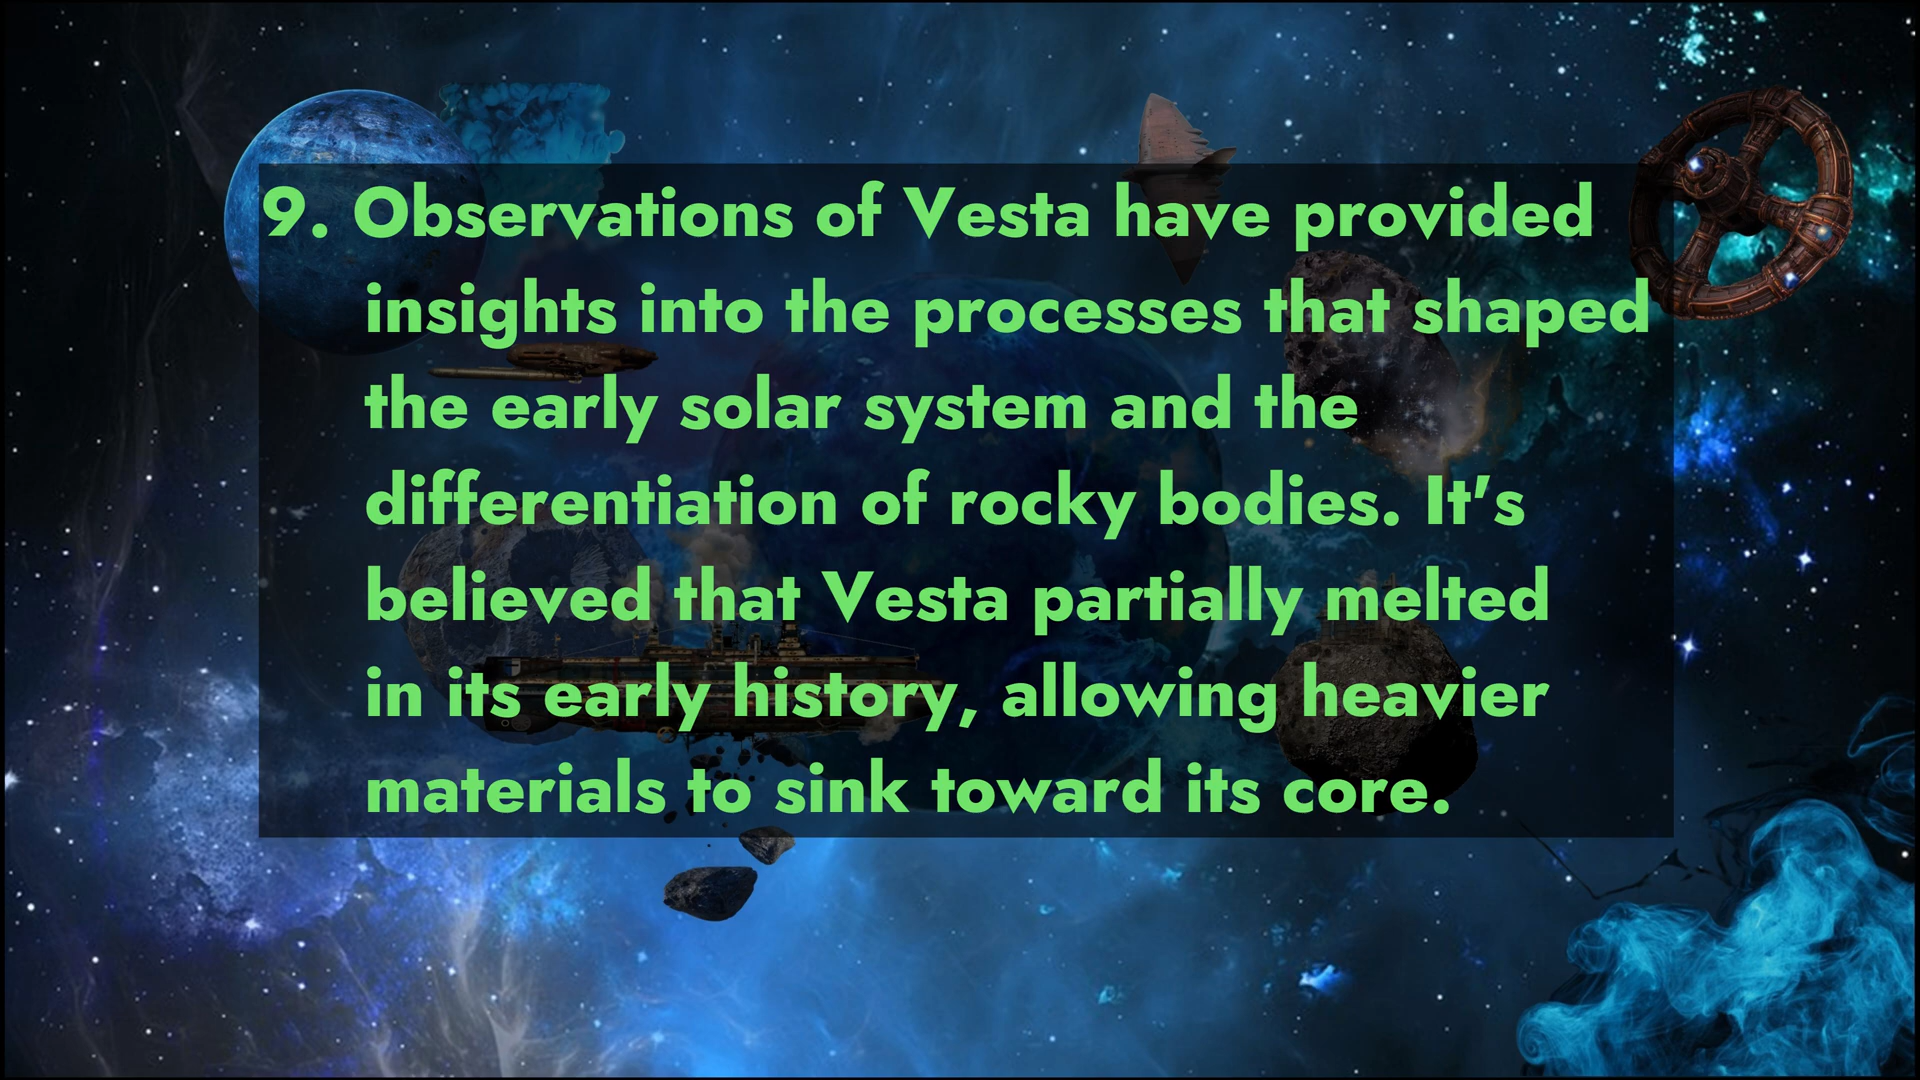 9. Observations of Vesta have provided
insights into the processes that shaped
the early solar system and the
differentiation of rocky bodies. It's
believed that Vesta partially melted
in its early history, allowing heavier
materials to sink toward its core.